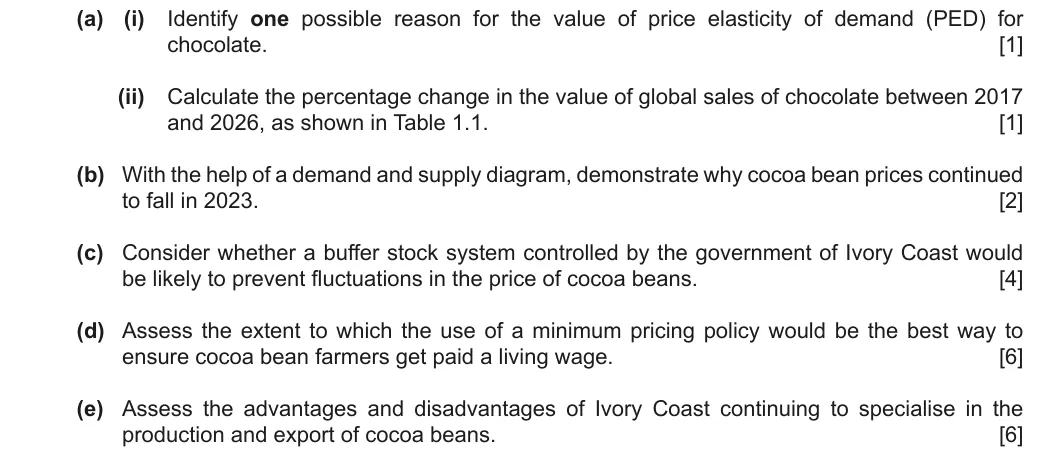 (a) (i) Identify one possible reason for the value of price elasticity of demand (PED) for
chocolate. [1]
(ii) Calculate the percentage change in the value of global sales of chocolate between 2017
and 2026, as shown in Table 1.1. [1]
(b) With the help of a demand and supply diagram, demonstrate why cocoa bean prices continued
to fall in 2023. [2]
(c) Consider whether a buffer stock system controlled by the government of Ivory Coast would
be likely to prevent fluctuations in the price of cocoa beans. [4]
(d) Assess the extent to which the use of a minimum pricing policy would be the best way to
ensure cocoa bean farmers get paid a living wage. [6]
(e) Assess the advantages and disadvantages of Ivory Coast continuing to specialise in the
production and export of cocoa beans. [6]